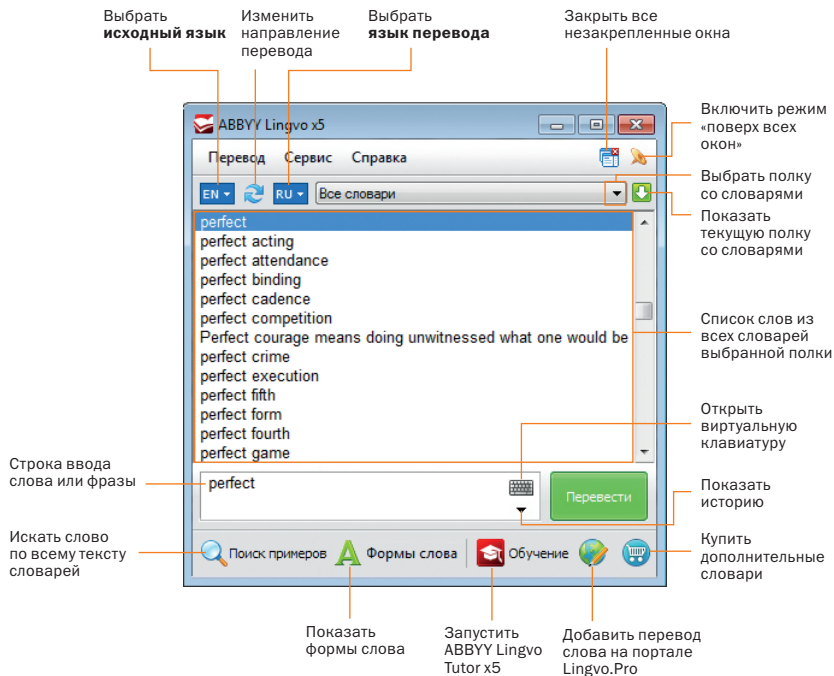 Выбрать
исходный язык
Изменить
направление
перевода
Выбрать
язык перевода
Закрыть все
незакрепленные окна
ABBYY Lingvo x5
Включить режим
«поверх всех
окон»
Перевод Сервис Справка
Выбрать полку
со словарями
EN RU Все словари
Показать
текущую полку
со словарями
perfect
perfect acting
perfect attendance
perfect binding
perfect cadence
perfect competition
Perfect courage means doing unwitnessed what one would be
perfect crime
perfect execution
perfect fifth
perfect form
perfect fourth
perfect game
Список слов из
всех словарей
выбранной полки
Открыть
виртуальную
клавиатуру
Строка ввода
слова или фразы
perfect
Перевести
Показать
историю
Искать слово
по всему тексту
словарей
Поиск примеров Формы слова Обучение
Купить
дополнительные
словари
Показать
формы слова
Запустить
ABBYY Lingvo
Tutor x5
Добавить перевод
слова на портале
Lingvo.Pro